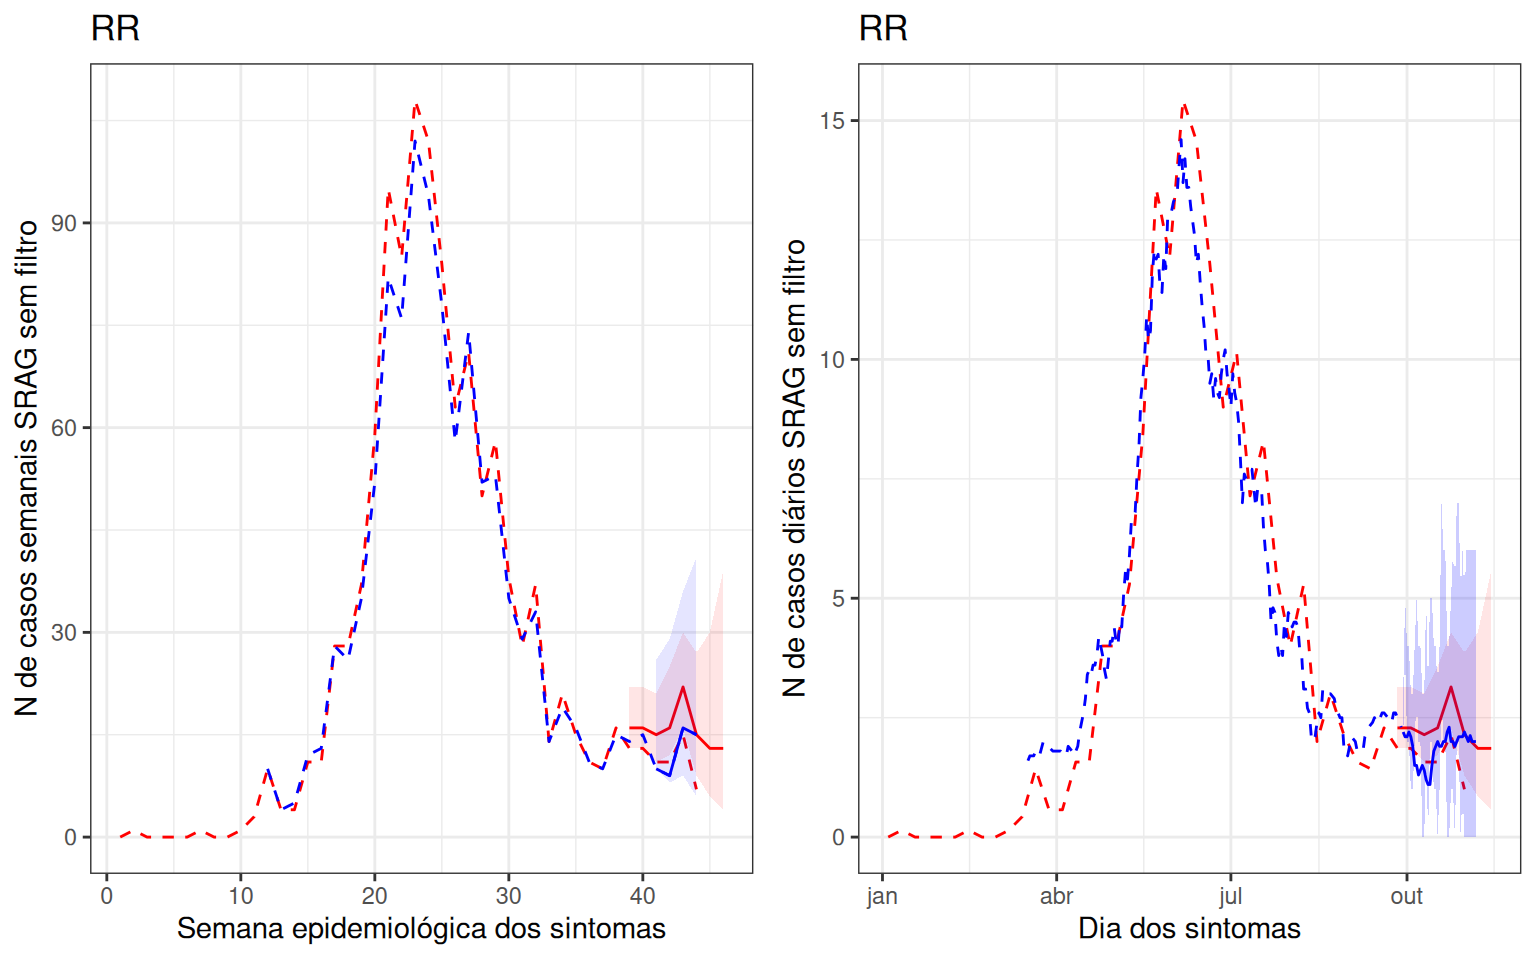 RR
N de casos semanais SRAG sem filtro
90
60
30
0
0 10 20 30 40
Semana epidemiológica dos sintomas
RR
N de casos diários SRAG sem filtro
15
10
5
0
jan abr jul out
Dia dos sintomas